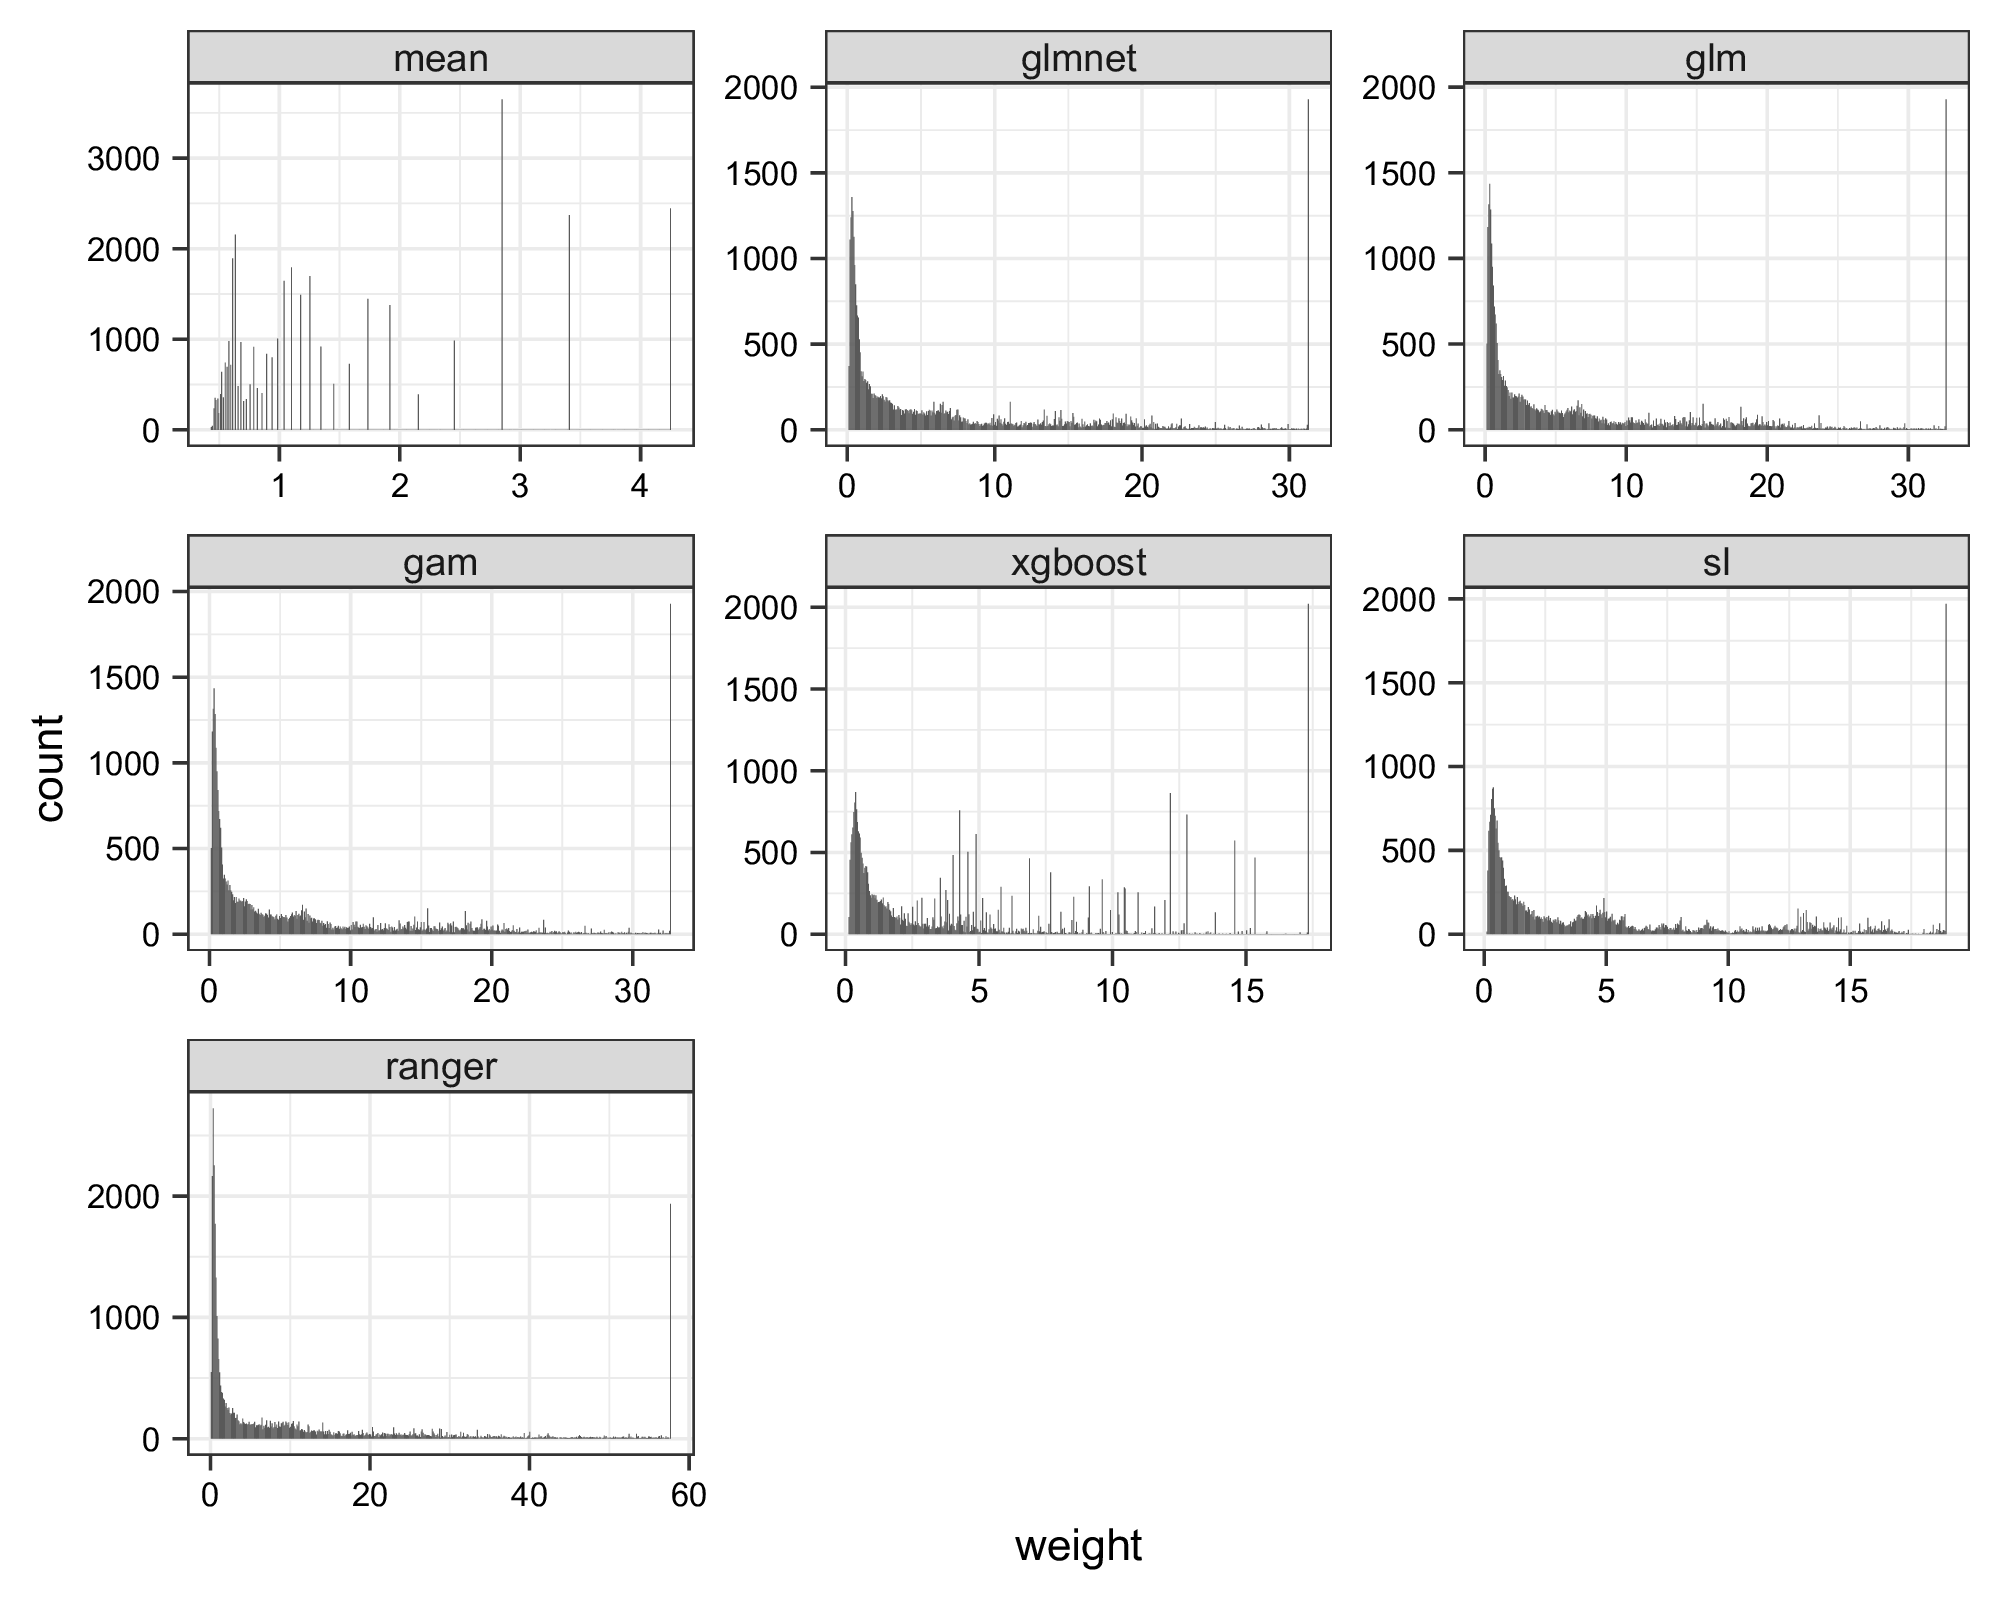 mean glmnet glm
2000 2000
3000 1500 1500
2000 1000 1000
1000 500 500
0 0 0
1 2 3 4 0 10 20 30 0 10 20 30
gam xgboost sl
2000 2000 2000
1500 1500 1500
1000 1000 1000
500 500 500
0 0 0
0 10 20 30 0 5 10 15 0 5 10 15
count
ranger
2000
1000
0
0 20 40 60
weight